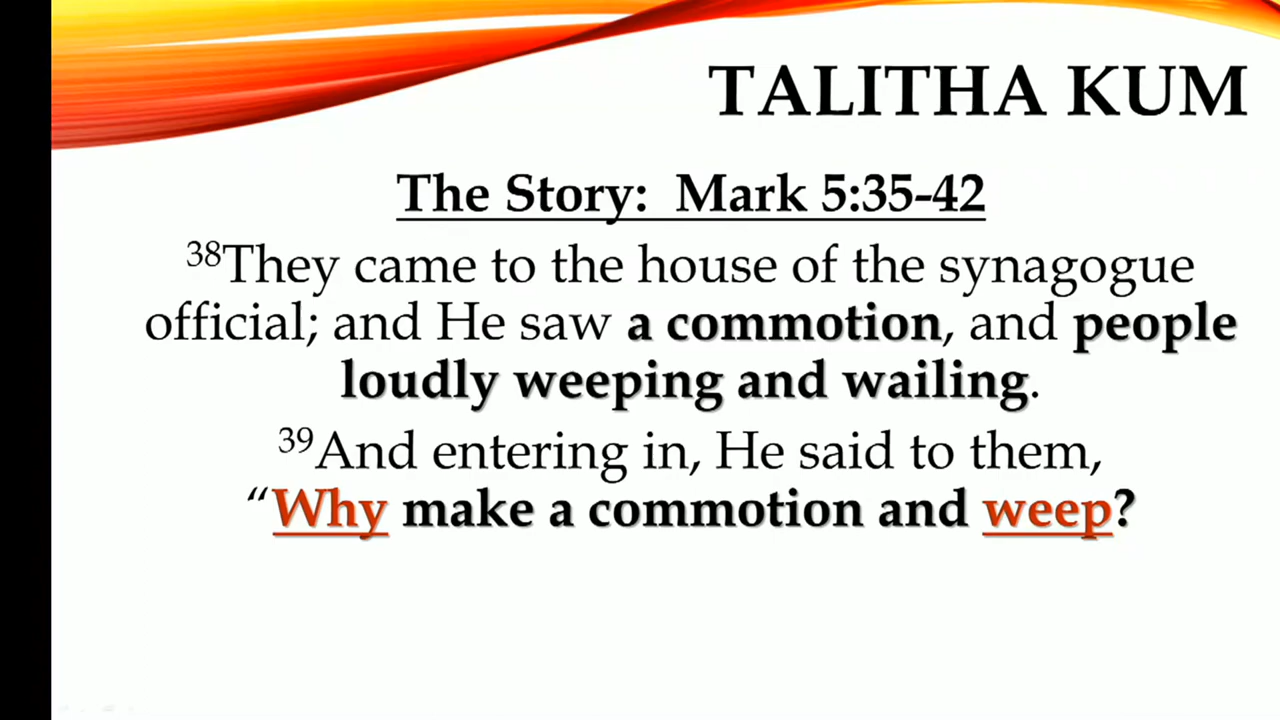 TALITHA KUM
The Story: Mark 5:35-42
38They came to the house of the synagogue
official; and He saw a commotion, and people
loudly weeping and wailing.
39And entering in, He said to them,
“Why make a commotion and weep?